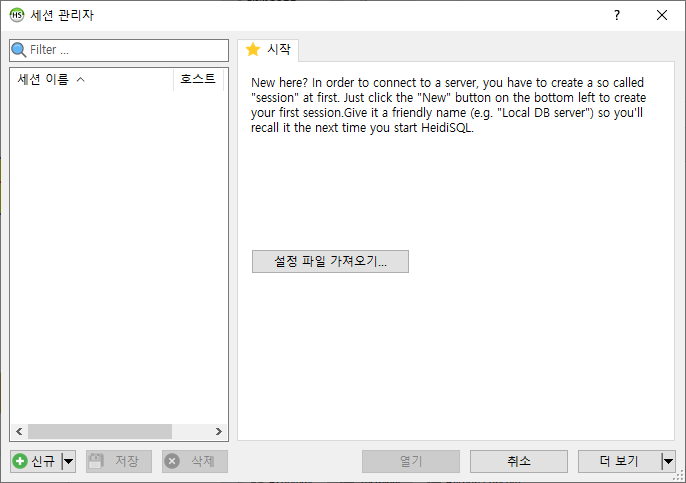 HS 세션 관리자
?
Filter ...
세션 이름 호스트
시작
New here? In order to connect to a server, you have to create a so called
"session" at first. Just click the "New" button on the bottom left to create
your first session.Give it a friendly name (e.g. "Local DB server") so you'll
recall it the next time you start HeidiSQL.
설정 파일 가져오기...
신규 저장 삭제 열기 취소 더 보기